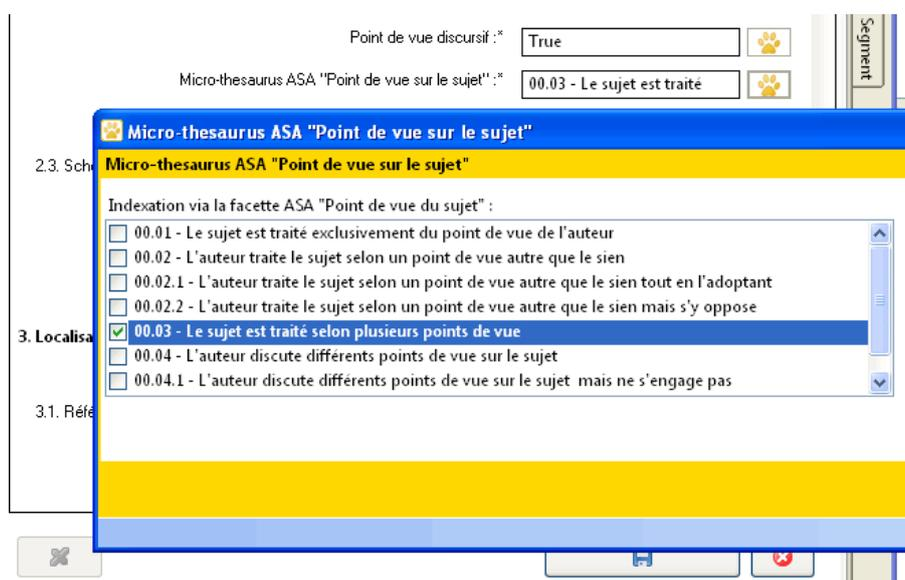 Point de vue discursif :*
True
Segment
Micro-thesaurus ASA "Point de vue sur le sujet" :*
00.03 - Le sujet est traité
Micro-thesaurus ASA "Point de vue sur le sujet"
2.3. Sch
Micro-thesaurus ASA "Point de vue sur le sujet"
Indexation via la facette ASA "Point de vue du sujet" :
00.01 - Le sujet est traité exclusivement du point de vue de l'auteur
00.02 - L'auteur traite le sujet selon un point de vue autre que le sien
00.02.1 - L'auteur traite le sujet selon un point de vue autre que le sien tout en l'adoptant
00.02.2 - L'auteur traite le sujet selon un point de vue autre que le sien mais s'y oppose
3. Localisa
00.03 - Le sujet est traité selon plusieurs points de vue
00.04 - L'auteur discute différents points de vue sur le sujet
00.04.1 - L'auteur discute différents points de vue sur le sujet mais ne s'engage pas
3.1. Réfé